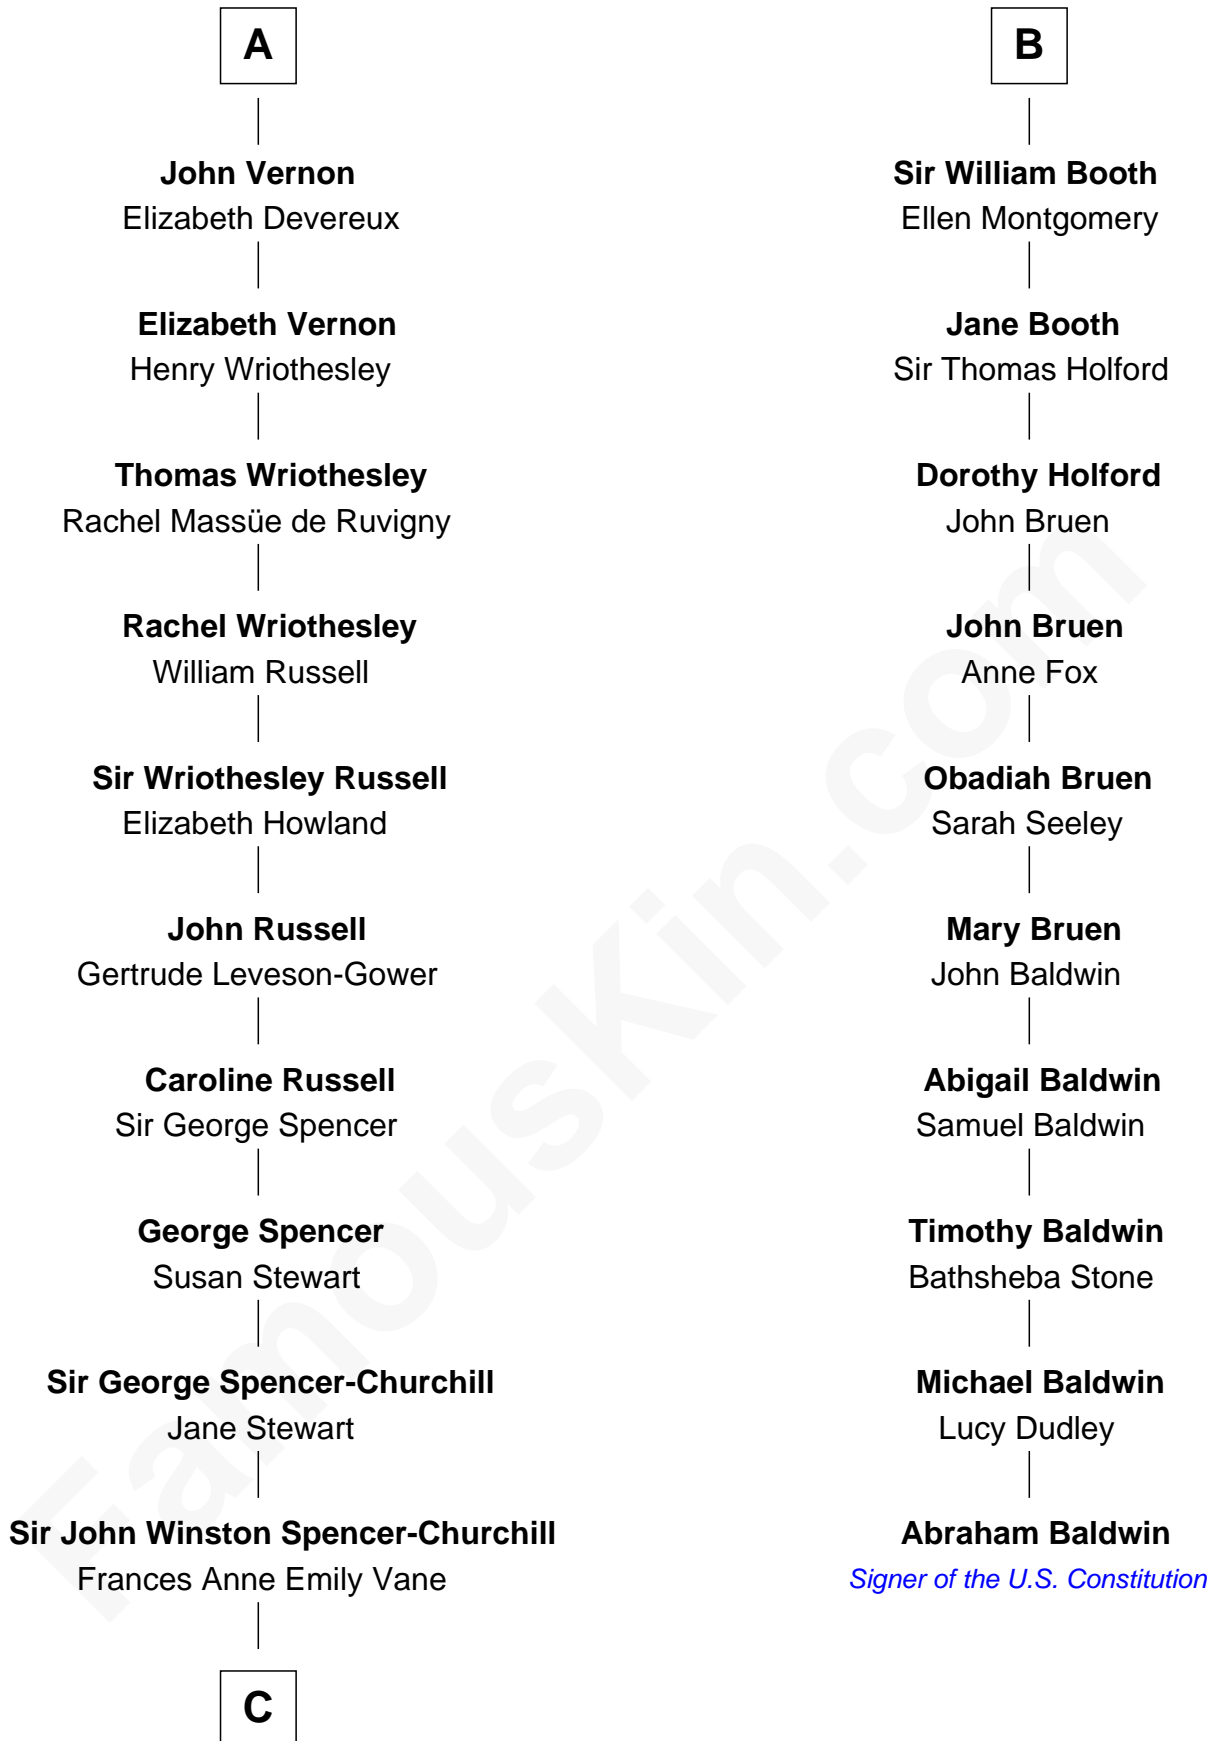 A
John Vernon
Elizabeth Devereux
Elizabeth Vernon
Henry Wriothesley
Thomas Wriothesley
Rachel Massüe de Ruvigny
Rachel Wriothesley
William Russell
Sir Wriothesley Russell
Elizabeth Howland
John Russell
Gertrude Leveson-Gower
Caroline Russell
Sir George Spencer
George Spencer
Susan Stewart
Sir George Spencer-Churchill
Jane Stewart
Sir John Winston Spencer-Churchill
Frances Anne Emily Vane
C
B
Sir William Booth
Ellen Montgomery
Jane Booth
Sir Thomas Holford
Dorothy Holford
John Bruen
John Bruen
Anne Fox
Obadiah Bruen
Sarah Seeley
Mary Bruen
John Baldwin
Abigail Baldwin
Samuel Baldwin
Timothy Baldwin
Bathsheba Stone
Michael Baldwin
Lucy Dudley
Abraham Baldwin
Signer of the U.S. Constitution
FamousKin.com